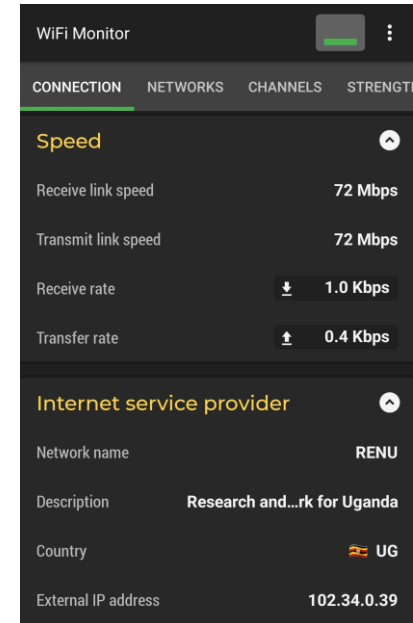 WiFi Monitor
CONNECTION NETWORKS CHANNELS STRENGT
Speed
Receive link speed 72 Mbps
Transmit link speed 72 Mbps
Receive rate 1.0 Kbps
Transfer rate 0.4 Kbps
Internet service provider
Network name RENU
Description Research and...rk for Uganda
Country UG
External IP address 102.34.0.39